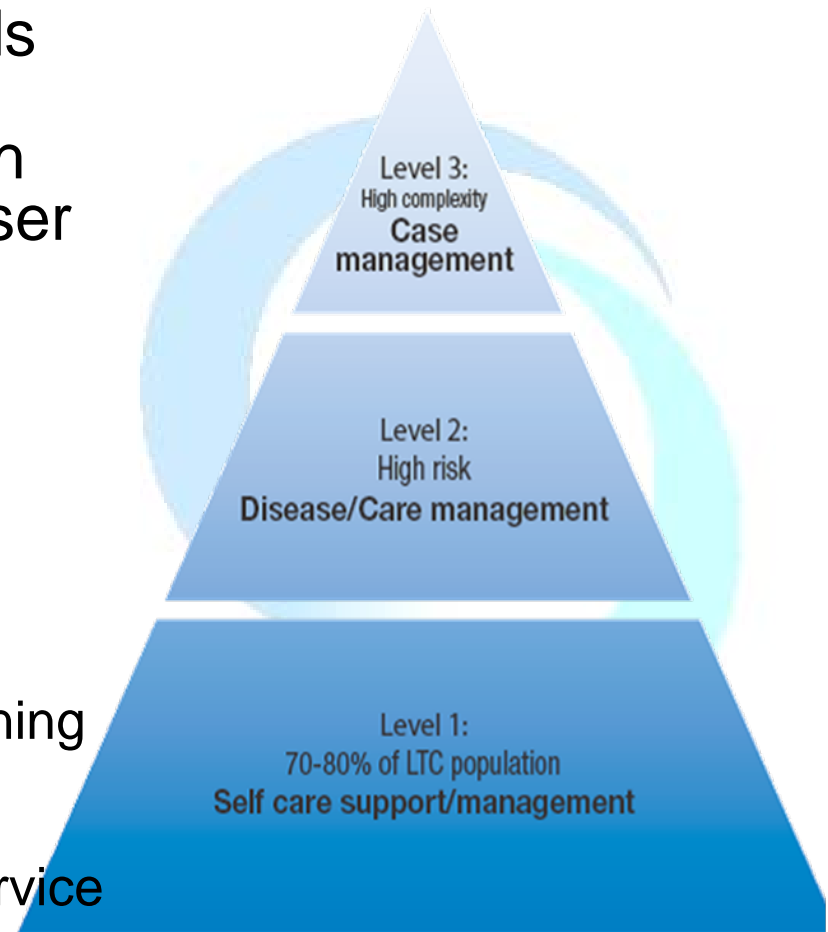 ls
n
ser
Level 3:
High complexity
Case
management
Level 2:
High risk
Disease/Care management
ning
Level 1:
70-80% of LTC population
Self care support/management
rvice